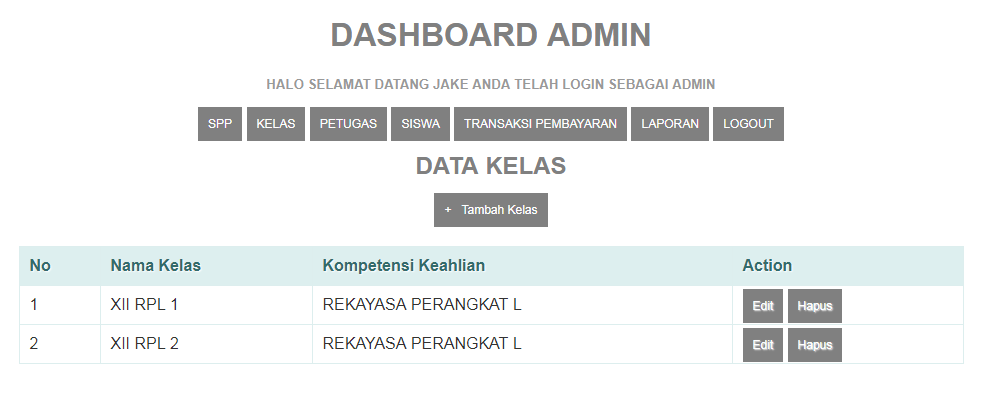 DASHBOARD ADMIN
HALO SELAMAT DATANG JAKE ANDA TELAH LOGIN SEBAGAI ADMIN
SPP KELAS PETUGAS SISWA TRANSAKSI PEMBAYARAN LAPORAN LOGOUT
DATA KELAS
+ Tambah Kelas
No Nama Kelas Kompetensi Keahlian Action
1 XII RPL 1 REKAYASA PERANGKAT L Edit Hapus
2 XII RPL 2 REKAYASA PERANGKAT L Edit Hapus